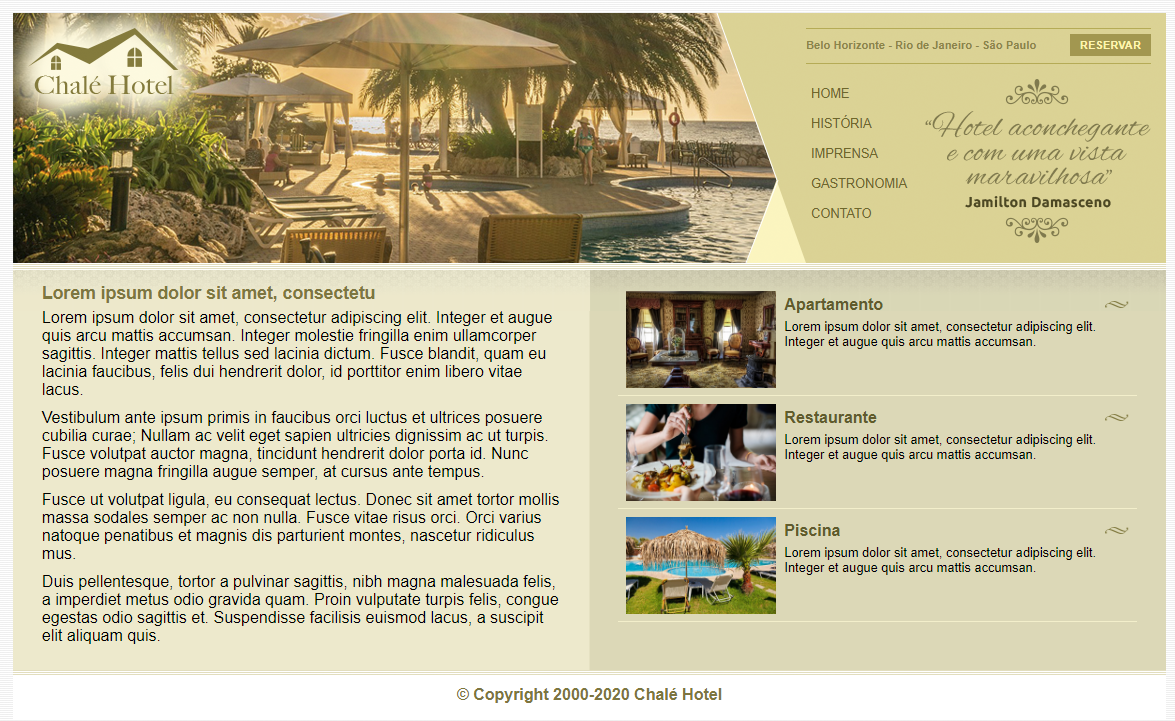 Chalé Hotel
Belo Horizonte - Rio de Janeiro - São Paulo
RESERVAR
HOME
HISTÓRIA
IMPRENSA
GASTRONOMIA
CONTATO
“Hotel aconchegante
e com uma vista
maravilhosa”
Jamilton Damasceno
Lorem ipsum dolor sit amet, consectetu
Lorem ipsum dolor sit amet, consectetur adipiscing elit. Integer et augue
quis arcu mattis accumsan. Integer molestie fringilla enim ullamcorper
sagittis. Integer mattis tellus sed lacinia dictum. Fusce blandit, quam eu
lacinia faucibus, felis dui hendrerit dolor, id porttitor enim libero vitae
lacus.
Vestibulum ante ipsum primis in faucibus orci luctus et ultrices posuere
cubilia curae; Nullam ac velit eget sapien ultricies dignissim ac ut turpis.
Fusce volutpat auctor magna, tincidunt hendrerit dolor porta id. Nunc
posuere magna fringilla augue semper, at cursus ante tempus.
Fusce ut volutpat ligula, eu consequat lectus. Donec sit amet tortor mollis
massa sodales semper ac non nulla. Fusce vitae risus orci. Orci varius
natoque penatibus et magnis dis parturient montes, nascetur ridiculus
mus.
Duis pellentesque, tortor a pulvinar sagittis, nibh magna malesuada felis,
a imperdiet metus odio gravida quam. Proin vulputate turpis felis, congue
egestas odio sagittis et. Suspendisse facilisis euismod lacus, a suscipit
elit aliquam quis.
Apartamento
Lorem ipsum dolor sit amet, consectetur adipiscing elit.
Integer et augue quis arcu mattis accumsan.
Restaurante
Lorem ipsum dolor sit amet, consectetur adipiscing elit.
Integer et augue quis arcu mattis accumsan.
Piscina
Lorem ipsum dolor sit amet, consectetur adipiscing elit.
Integer et augue quis arcu mattis accumsan.
© Copyright 2000-2020 Chalé Hotel